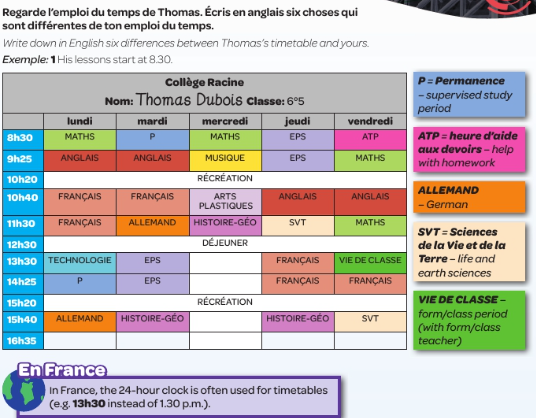 Regarde l'emploi du temps de Thomas. Écris en anglais six choses qui
sont différentes de ton emploi du temps.
Write down in English six differences between Thomas's timetable and yours.
Exemple: 1 His lessons start at 8.30.
Collège Racine
Nom: Thomas Dubois Classe: 6°5
lundi mardi mercredi jeudi vendredi
8h30 MATHS P MATHS EPS ATP
9h25 ANGLAIS ANGLAIS MUSIQUE EPS MATHS
10h20 RÉCRÉATION
10h40 FRANÇAIS FRANÇAIS ARTS PLASTIQUES ANGLAIS ANGLAIS
11h30 FRANÇAIS ALLEMAND HISTOIRE-GÉO SVT MATHS
12h30 DÉJEUNER
13h30 TECHNOLOGIE EPS FRANÇAIS VIE DE CLASSE
14h25 P EPS FRANÇAIS FRANÇAIS
15h20 RÉCRÉATION
15h40 ALLEMAND HISTOIRE-GÉO HISTOIRE-GÉO SVT
16h35
P = Permanence
– supervised study
period
ATP = heure d'aide
aux devoirs – help
with homework
ALLEMAND
– German
SVT = Sciences
de la Vie et de la
Terre – life and
earth sciences
VIE DE CLASSE –
form/class period
(with form/class
teacher)
En France
In France, the 24-hour clock is often used for timetables
(e.g. 13h30 instead of 1.30 p.m.).